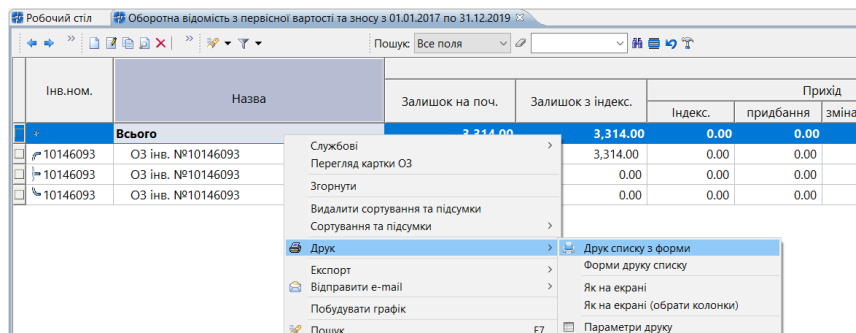 Робочий стіл Оборотна відомість з первісної вартості та зносу з 01.01.2017 по 31.12.2019
Пошук: Все поля
Інв.ном. Назва Залишок на поч. Залишок з індекс. Прихід
Індекс. придбання зміна
Всього 3,314.00 3,314.00 0.00 0.00
10146093 ОЗ інв. №10146093 3,314.00 0.00 0.00
10146093 ОЗ інв. №10146093 0.00 0.00 0.00
10146093 ОЗ інв. №10146093 0.00 0.00 0.00
Службові
Перегляд картки ОЗ
Згорнути
Видалити сортування та підсумки
Сортування та підсумки
Друк
Експорт
Відправити e-mail
Побудувати графік
Пошук F7
Друк списку з форми
Форми друку списку
Як на екрані
Як на екрані (обрати колонки)
Параметри друку